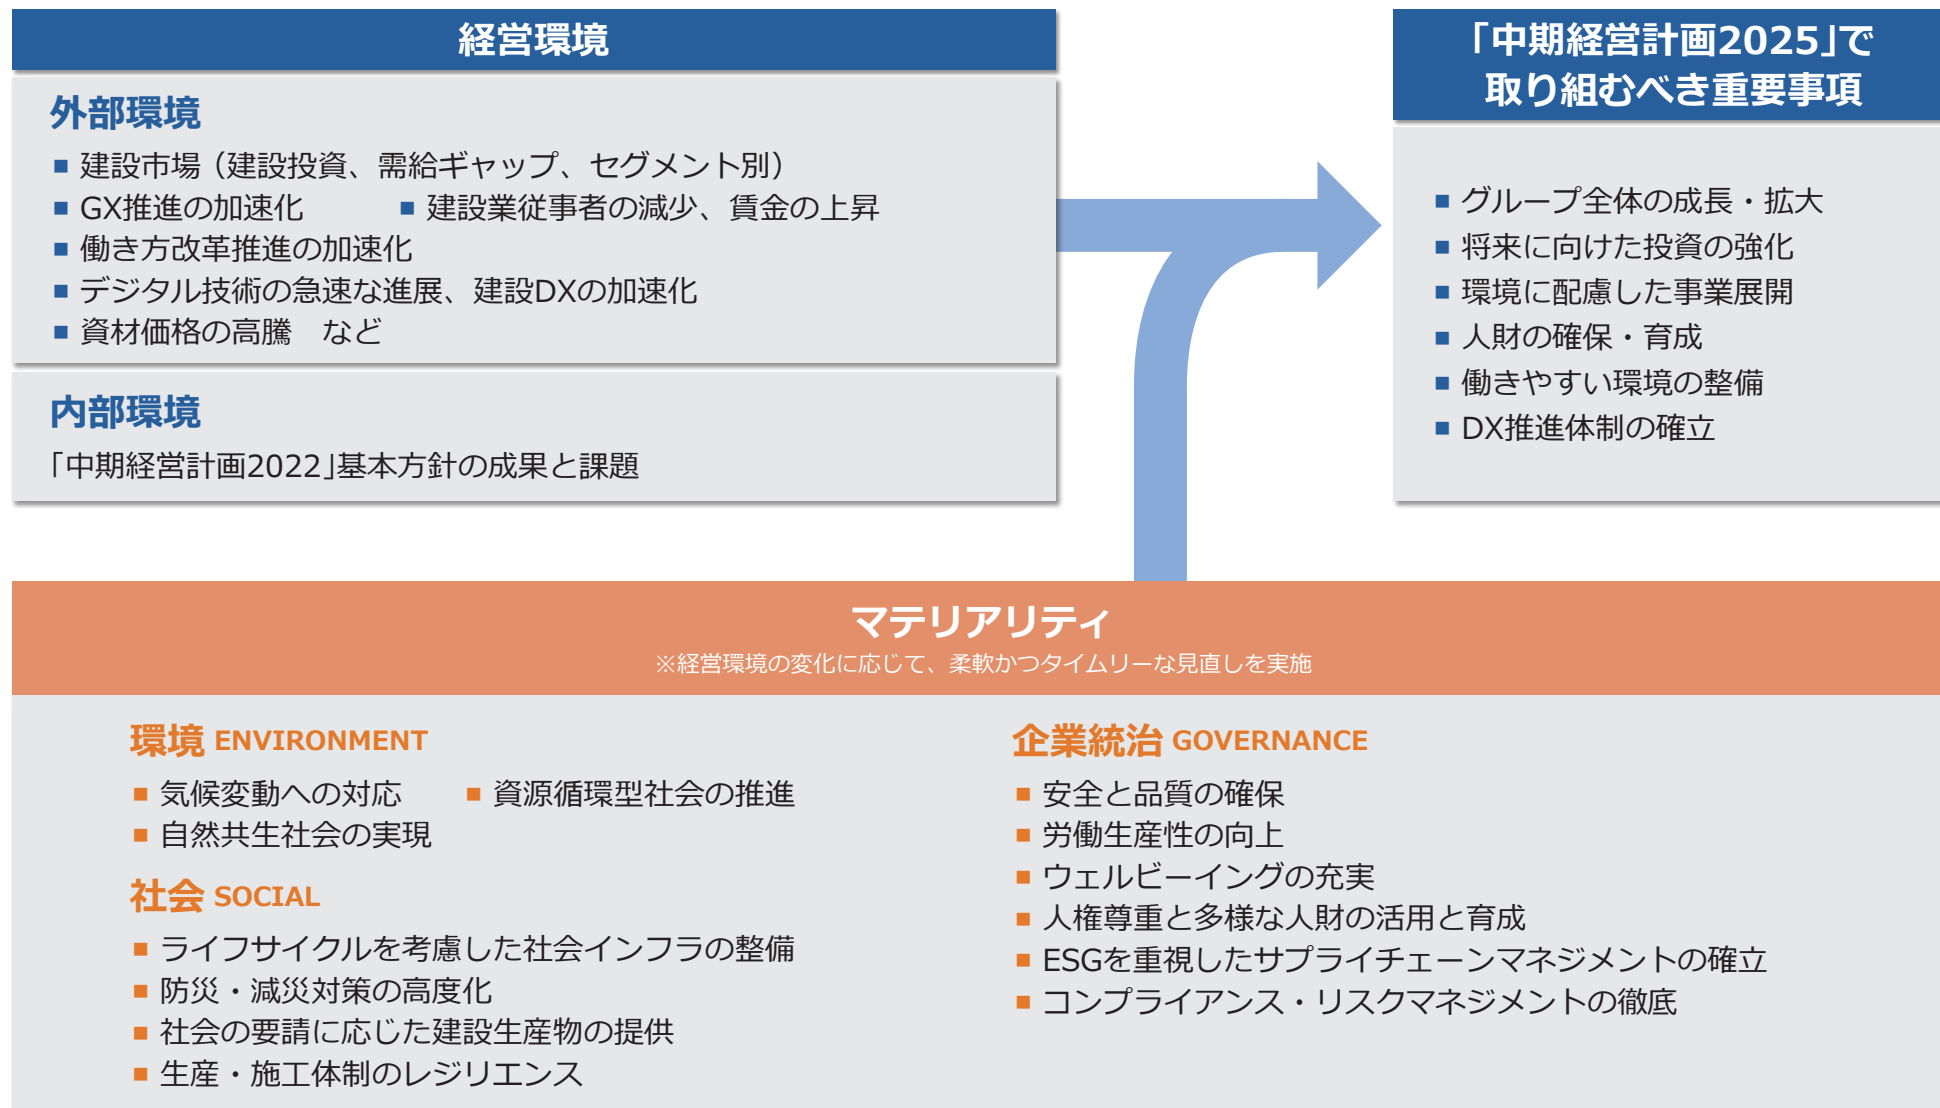 経営環境
外部環境
■ 建設市場（建設投資、需給ギャップ、セグメント別）
■ GX推進の加速化 ■ 建設業従事者の減少、賃金の上昇
■ 働き方改革推進の加速化
■ デジタル技術の急速な進展、建設DXの加速化
■ 資材価格の高騰　など
内部環境
「中期経営計画2022」基本方針の成果と課題
「中期経営計画2025」で
取り組むべき重要事項
■ グループ全体の成長・拡大
■ 将来に向けた投資の強化
■ 環境に配慮した事業展開
■ 人財の確保・育成
■ 働きやすい環境の整備
■ DX推進体制の確立
マテリアリティ
※経営環境の変化に応じて、柔軟かつタイムリーな見直しを実施
環境 ENVIRONMENT
■ 気候変動への対応 ■ 資源循環型社会の推進
■ 自然共生社会の実現
社会 SOCIAL
■ ライフサイクルを考慮した社会インフラの整備
■ 防災・減災対策の高度化
■ 社会の要請に応じた建設生産物の提供
■ 生産・施工体制のレジリエンス
企業統治 GOVERNANCE
■ 安全と品質の確保
■ 労働生産性の向上
■ ウェルビーイングの充実
■ 人権尊重と多様な人財の活用と育成
■ ESGを重視したサプライチェーンマネジメントの確立
■ コンプライアンス・リスクマネジメントの徹底